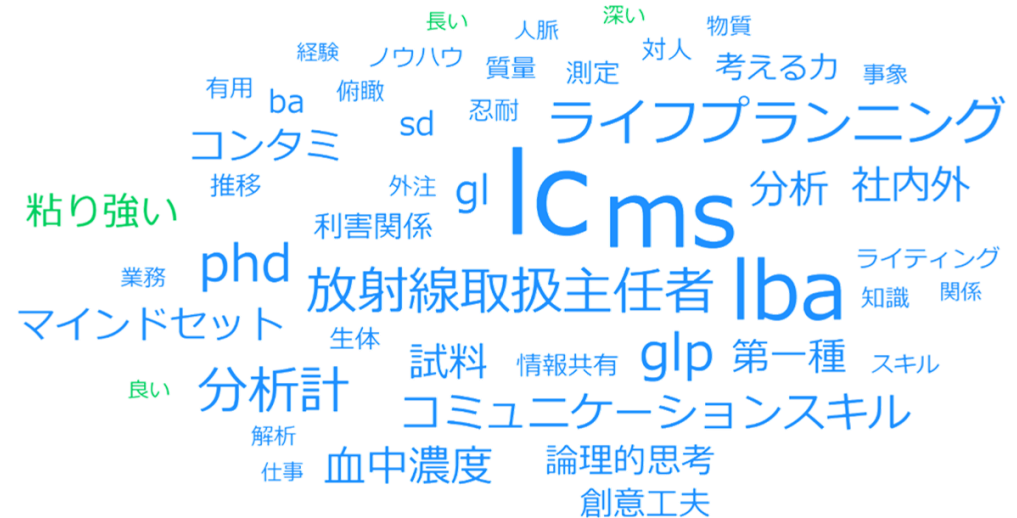 長い
深い
人脈
物質
経験
ノウハウ
対人
質量
測定
考える力
事象
有用
ba
俯瞰
忍耐
ライフプランニング
sd
コンタミ
lc
推移
外注
gl
ms
分析
社内外
粘り強い
利害関係
phd
業務
放射線取扱主任者
lba
ライティング
知識
関係
マインドセット
生体
試料
情報共有
glp
第一種
スキル
良い
分析計
コミュニケーションスキル
解析
仕事
血中濃度
論理的思考
創意工夫